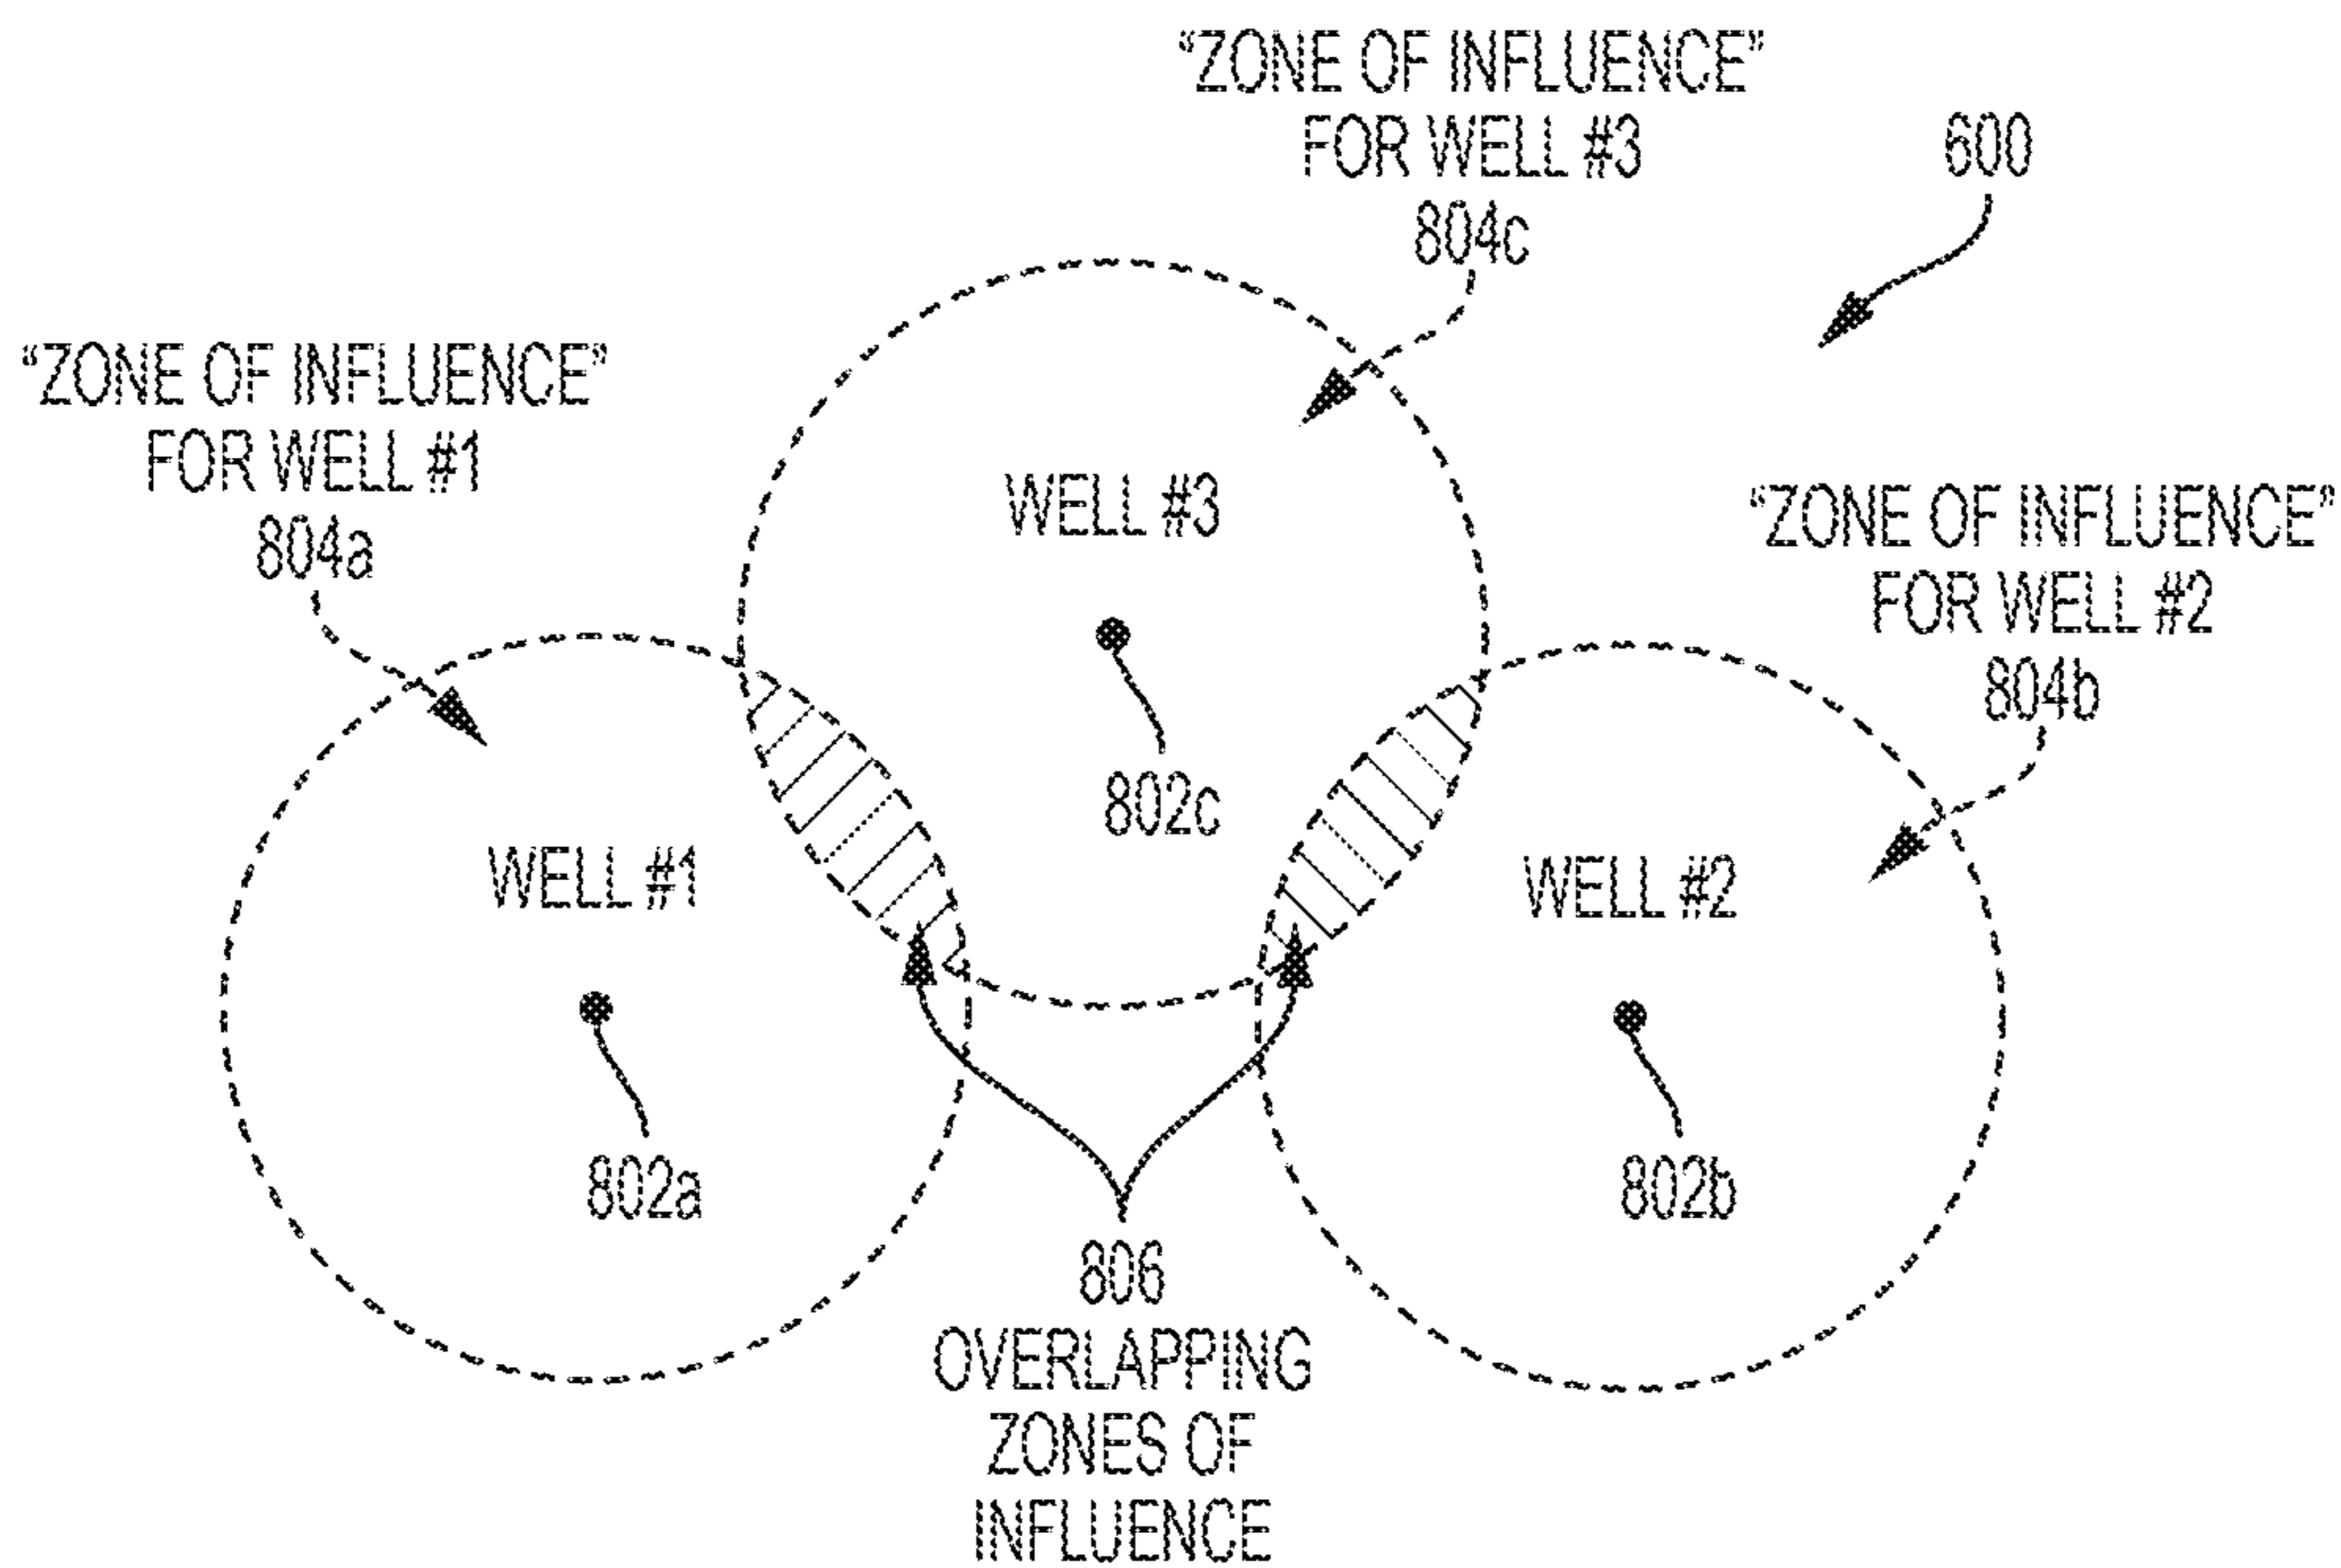 “ZONE OF INFLUENCE”
FOR WELL #3
804c
600
“ZONE OF INFLUENCE”
FOR WELL #1
804a
WELL #3
“ZONE OF INFLUENCE”
FOR WELL #2
804b
802c
WELL #1
WELL #2
802a
802b
806
OVERLAPPING
ZONES OF
INFLUENCE